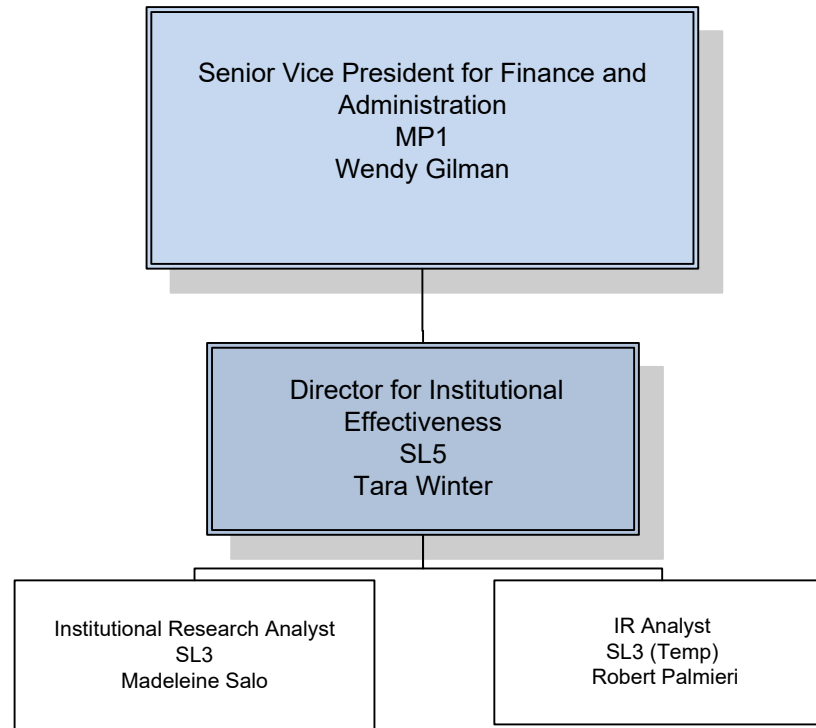 Senior Vice President for Finance and
Administration
MP1
Wendy Gilman
Director for Institutional
Effectiveness
SL5
Tara Winter
Institutional Research Analyst
SL3
Madeleine Salo
IR Analyst
SL3 (Temp)
Robert Palmieri